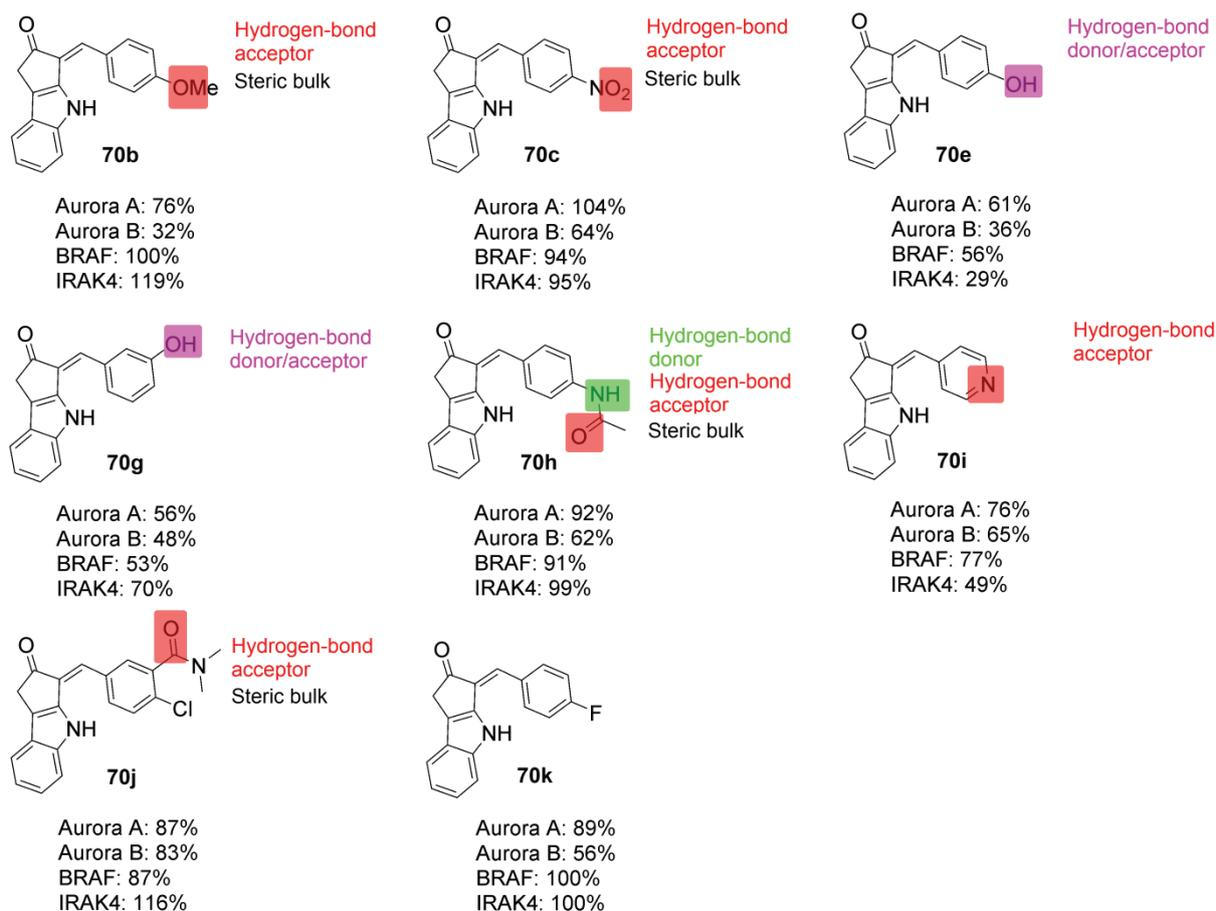 O
OMe
NH
Hydrogen-bond
acceptor
Steric bulk
70b
Aurora A: 76%
Aurora B: 32%
BRAF: 100%
IRAK4: 119%
O
NO2
NH
Hydrogen-bond
acceptor
Steric bulk
70c
Aurora A: 104%
Aurora B: 64%
BRAF: 94%
IRAK4: 95%
O
OH
NH
Hydrogen-bond
donor/acceptor
70e
Aurora A: 61%
Aurora B: 36%
BRAF: 56%
IRAK4: 29%
O
OH
NH
Hydrogen-bond
donor/acceptor
70g
Aurora A: 56%
Aurora B: 48%
BRAF: 53%
IRAK4: 70%
O
NH
NH
O
Hydrogen-bond
donor
Hydrogen-bond
acceptor
Steric bulk
70h
Aurora A: 92%
Aurora B: 62%
BRAF: 91%
IRAK4: 99%
O
N
NH
Hydrogen-bond
acceptor
70i
Aurora A: 76%
Aurora B: 65%
BRAF: 77%
IRAK4: 49%
O
O
N
Cl
NH
Hydrogen-bond
acceptor
Steric bulk
70j
Aurora A: 87%
Aurora B: 83%
BRAF: 87%
IRAK4: 116%
O
F
NH
70k
Aurora A: 89%
Aurora B: 56%
BRAF: 100%
IRAK4: 100%